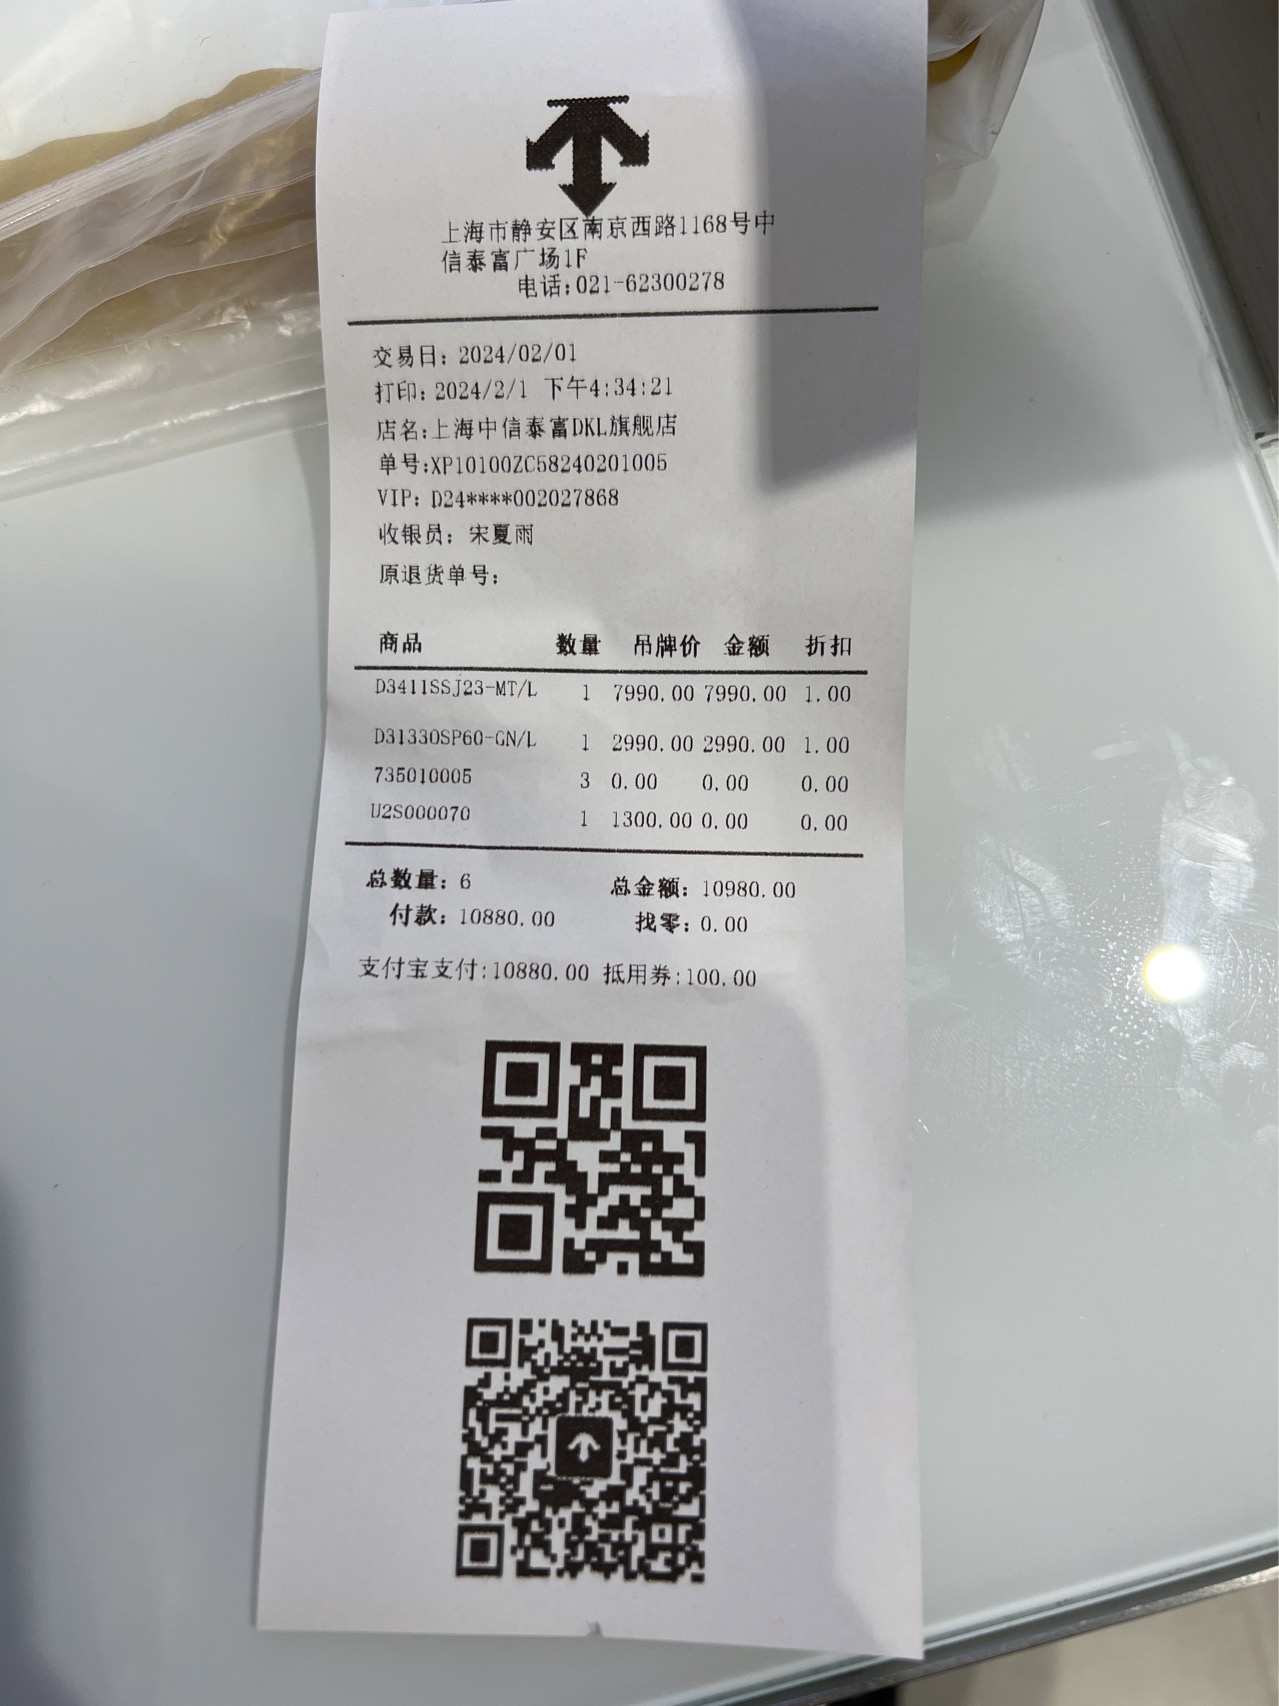 上海市静安区南京西路1168号中
信泰富广场1F
电话:021-62300278
交易日: 2024/02/01
打印: 2024/2/1 下午4:34:21
店名:上海中信泰富DKL旗舰店
单号:XP10100ZC58240201005
VIP: D24****002027868
收银员: 宋夏雨
原退货单号:
商品 数量 吊牌价 金额 折扣
D3411SSJ23-MT/L 1 7990.00 7990.00 1.00
D3133OSP60-GN/L 1 2990.00 2990.00 1.00
735010005 3 0.00 0.00 0.00
U2S000070 1 1300.00 0.00 0.00
总数量: 6 总金额: 10980.00
付款: 10880.00 找零: 0.00
支付宝支付:10880.00 抵用券:100.00